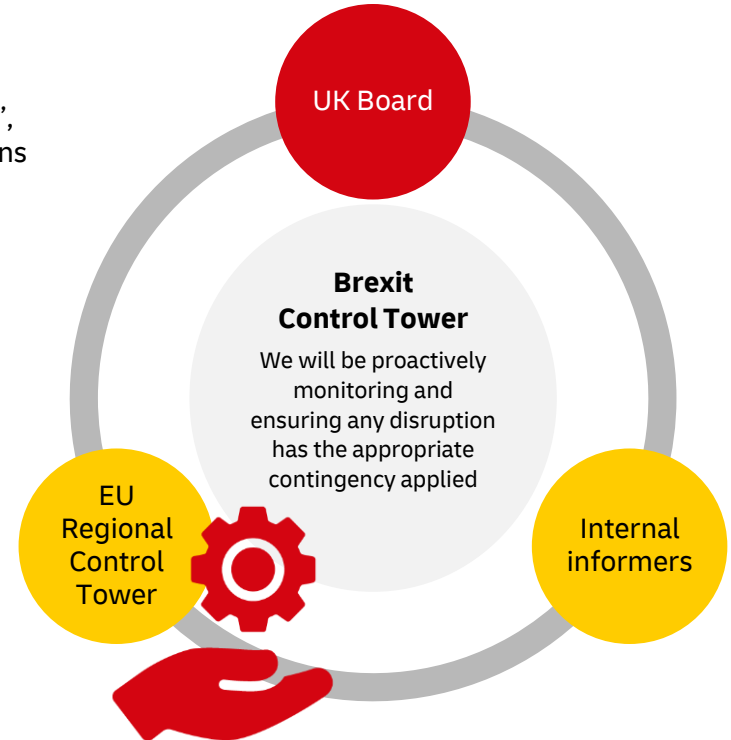 ”,
ns
UK Board
Brexit
Control Tower
We will be proactively
monitoring and
ensuring any disruption
has the appropriate
contingency applied
EU
Regional
Control
Tower
Internal
informers